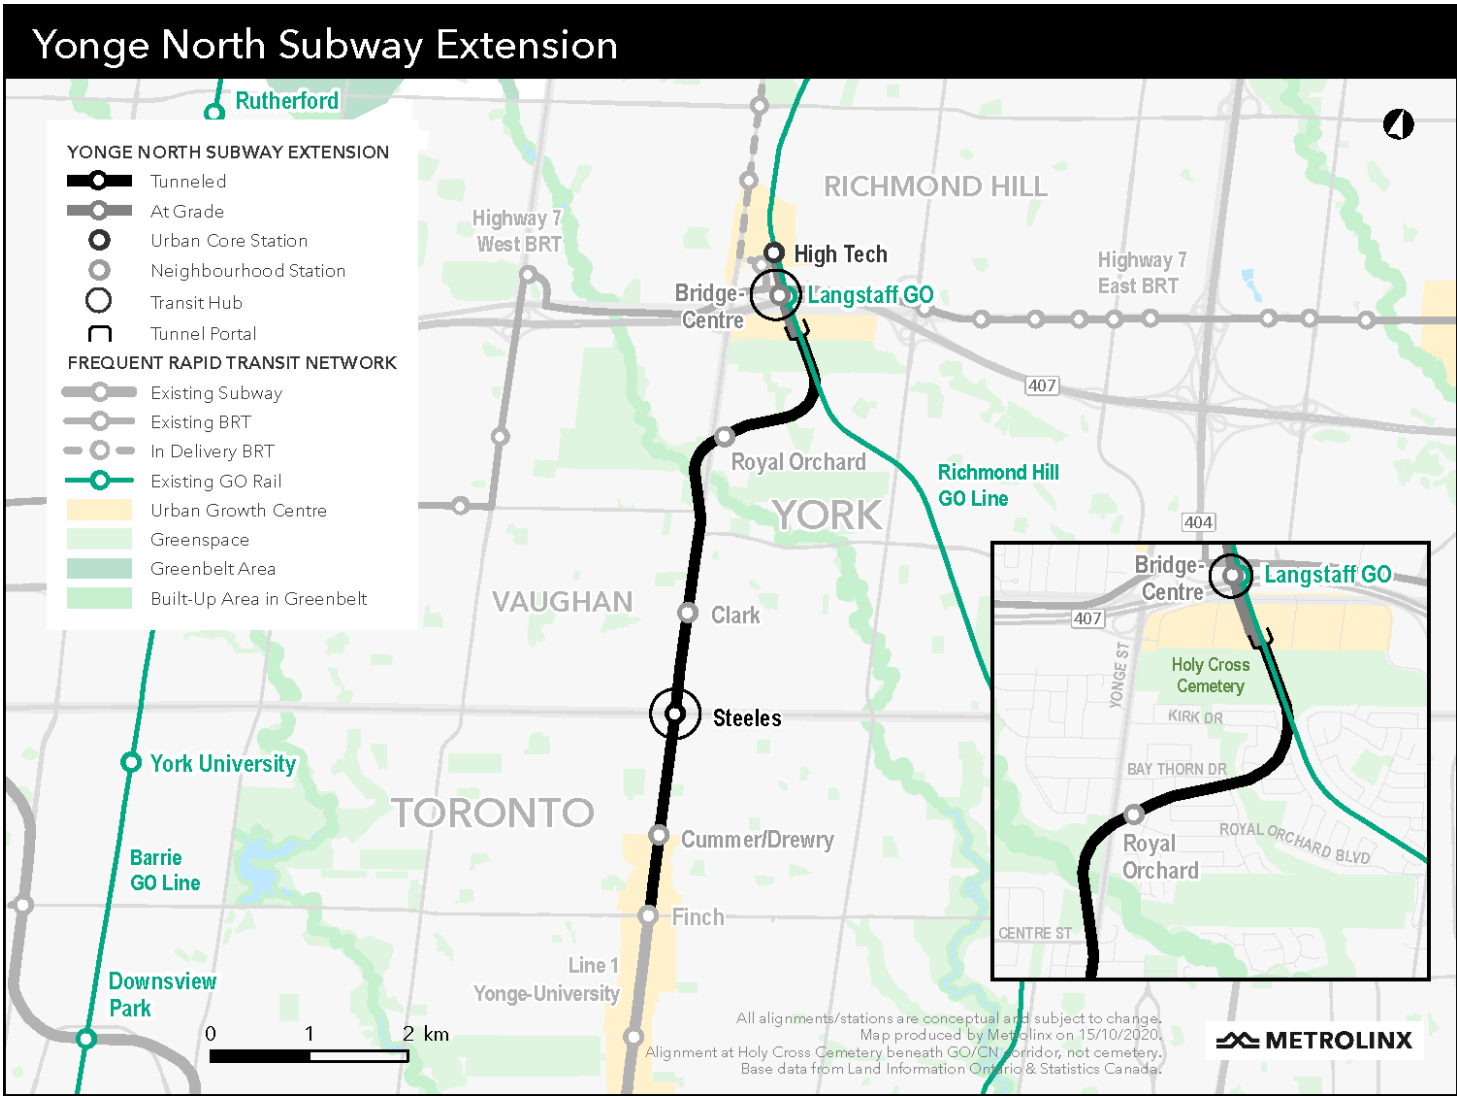 Yonge North Subway Extension
Rutherford
YONGE NORTH SUBWAY EXTENSION
Tunneled
At Grade
Urban Core Station
Neighbourhood Station
Transit Hub
Tunnel Portal
FREQUENT RAPID TRANSIT NETWORK
Existing Subway
Existing BRT
In Delivery BRT
Existing GO Rail
Urban Growth Centre
Greenspace
Greenbelt Area
Built-Up Area in Greenbelt
RICHMOND HILL
Highway 7
West BRT
High Tech
Highway 7
East BRT
Bridge-
Centre
Langstaff GO
407
Royal Orchard
Richmond Hill
GO Line
YORK
404
VAUGHAN
Clark
Steeles
York University
TORONTO
Cummer/Drewry
Barrie
GO Line
Finch
Line 1
Yonge-University
Downsview
Park
0 1 2 km
Bridge-
Centre
Langstaff GO
407
YONGE ST
Holy Cross
Cemetery
KIRK DR
BAY THORN DR
ROYAL ORCHARD BLVD
Royal
Orchard
CENTRE ST
All alignments/stations are conceptual and subject to change.
Map produced by Metrolinx on 15/10/2020.
Alignment at Holy Cross Cemetery beneath GO/CN corridor, not cemetery.
Base data from Land Information Ontario & Statistics Canada.
METROLINX